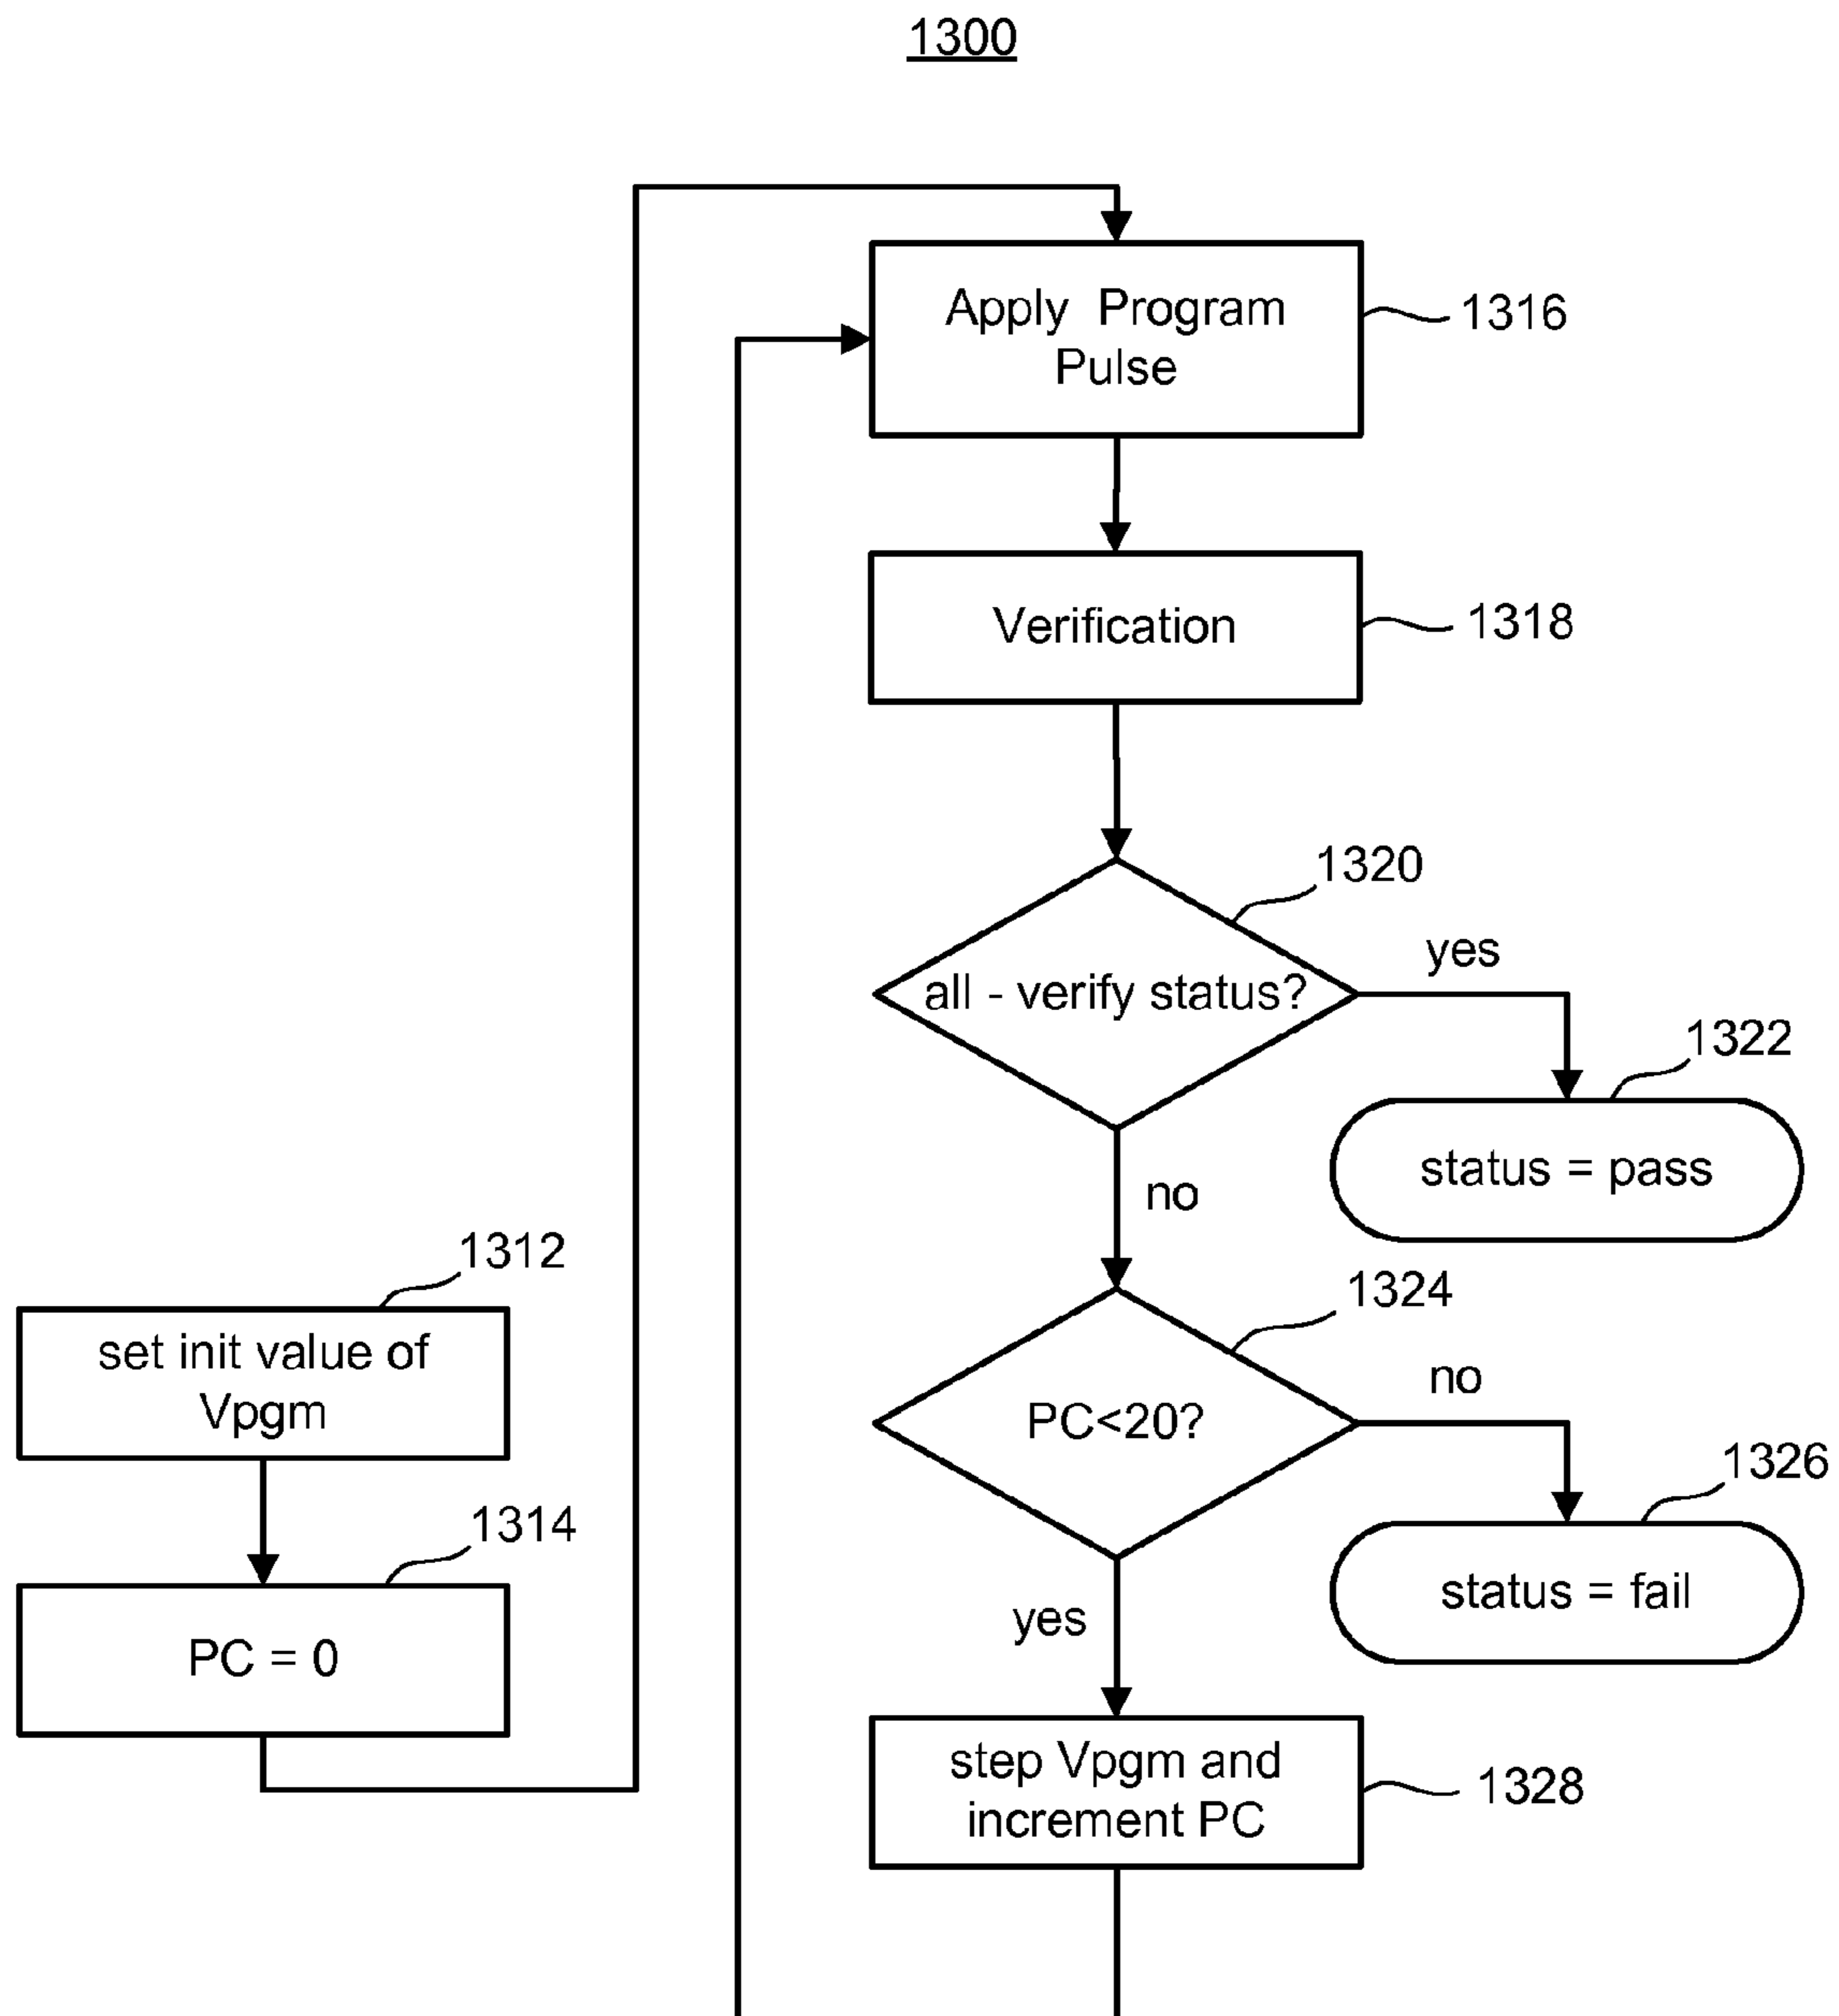 1300
Apply Program
Pulse
1316
Verification
1318
1320
all - verify status?
yes
1322
status = pass
no
1312
set init value of
Vpgm
1324
PC<20?
no
1326
status = fail
1314
PC = 0
yes
step Vpgm and
increment PC
1328